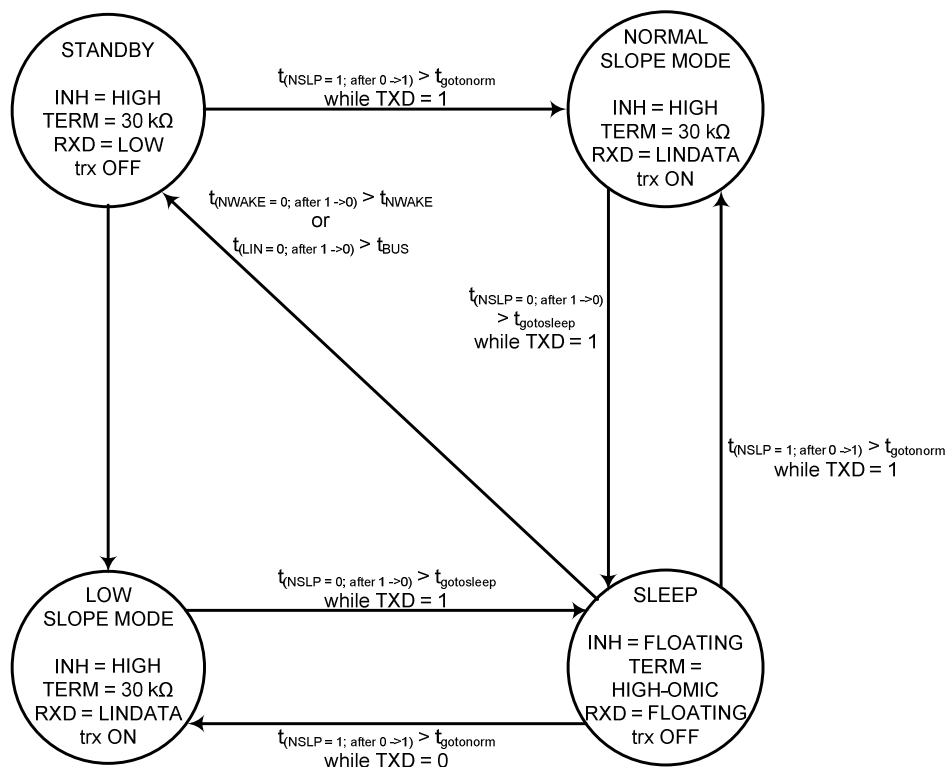 STANDBY
INH = HIGH
TERM = 30 kΩ
RXD = LOW
trx OFF
t(NSLP = 1; after 0 ->1) > tgotonorm
while TXD = 1
NORMAL
SLOPE MODE
INH = HIGH
TERM = 30 kΩ
RXD = LINDATA
trx ON
t(NWAKE = 0; after 1 ->0) > tNWAKE
or
t(LIN = 0; after 1 ->0) > tBUS
t(NSLP = 0; after 1 ->0)
> tgotosleep
while TXD = 1
t(NSLP = 1; after 0 ->1) > tgotonorm
while TXD = 1
LOW
SLOPE MODE
INH = HIGH
TERM = 30 kΩ
RXD = LINDATA
trx ON
t(NSLP = 0; after 1 ->0) > tgotosleep
while TXD = 1
SLEEP
INH = FLOATING
TERM =
HIGH-OMIC
RXD = FLOATING
trx OFF
t(NSLP = 1; after 0 ->1) > tgotonorm
while TXD = 0